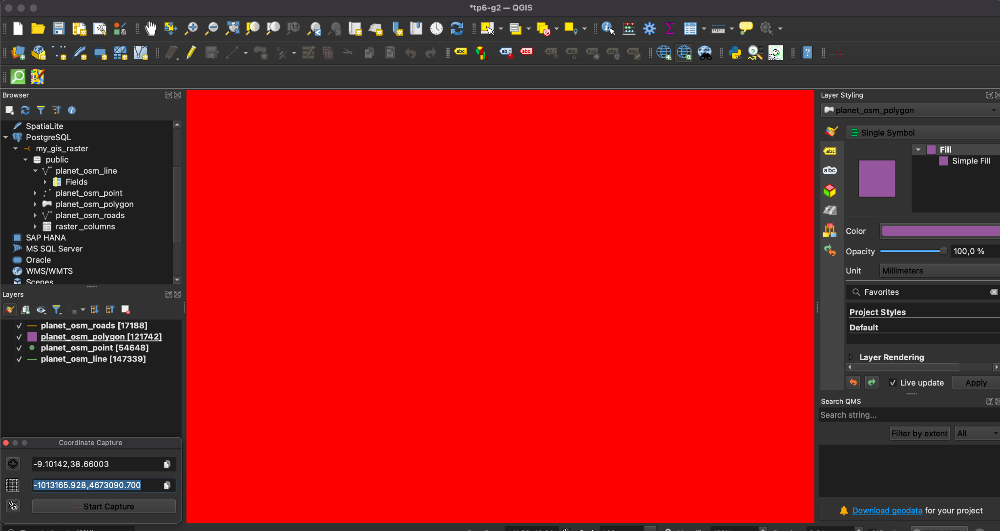 *tp6-g2 — QGIS
Browser
SpatiaLite
PostgreSQL
my_gis_raster
public
planet_osm_line
Fields
planet_osm_point
planet_osm_polygon
planet_osm_roads
raster_columns
SAP HANA
MS SQL Server
Oracle
WMS/WMTS
Scenes
Layers
planet_osm_roads [17188]
planet_osm_polygon [121742]
planet_osm_point [54648]
planet_osm_line [147339]
Coordinate Capture
-9.10142,38.66003
-1013165.928,4673090.700
Start Capture
Layer Styling
planet_osm_polygon
Single Symbol
Fill
Simple Fill
Color
Opacity 100,0 %
Unit Millimeters
Favorites
Project Styles
Default
Layer Rendering
Live update Apply
Search QMS
Search string...
Filter by extent All
Download geodata for your project